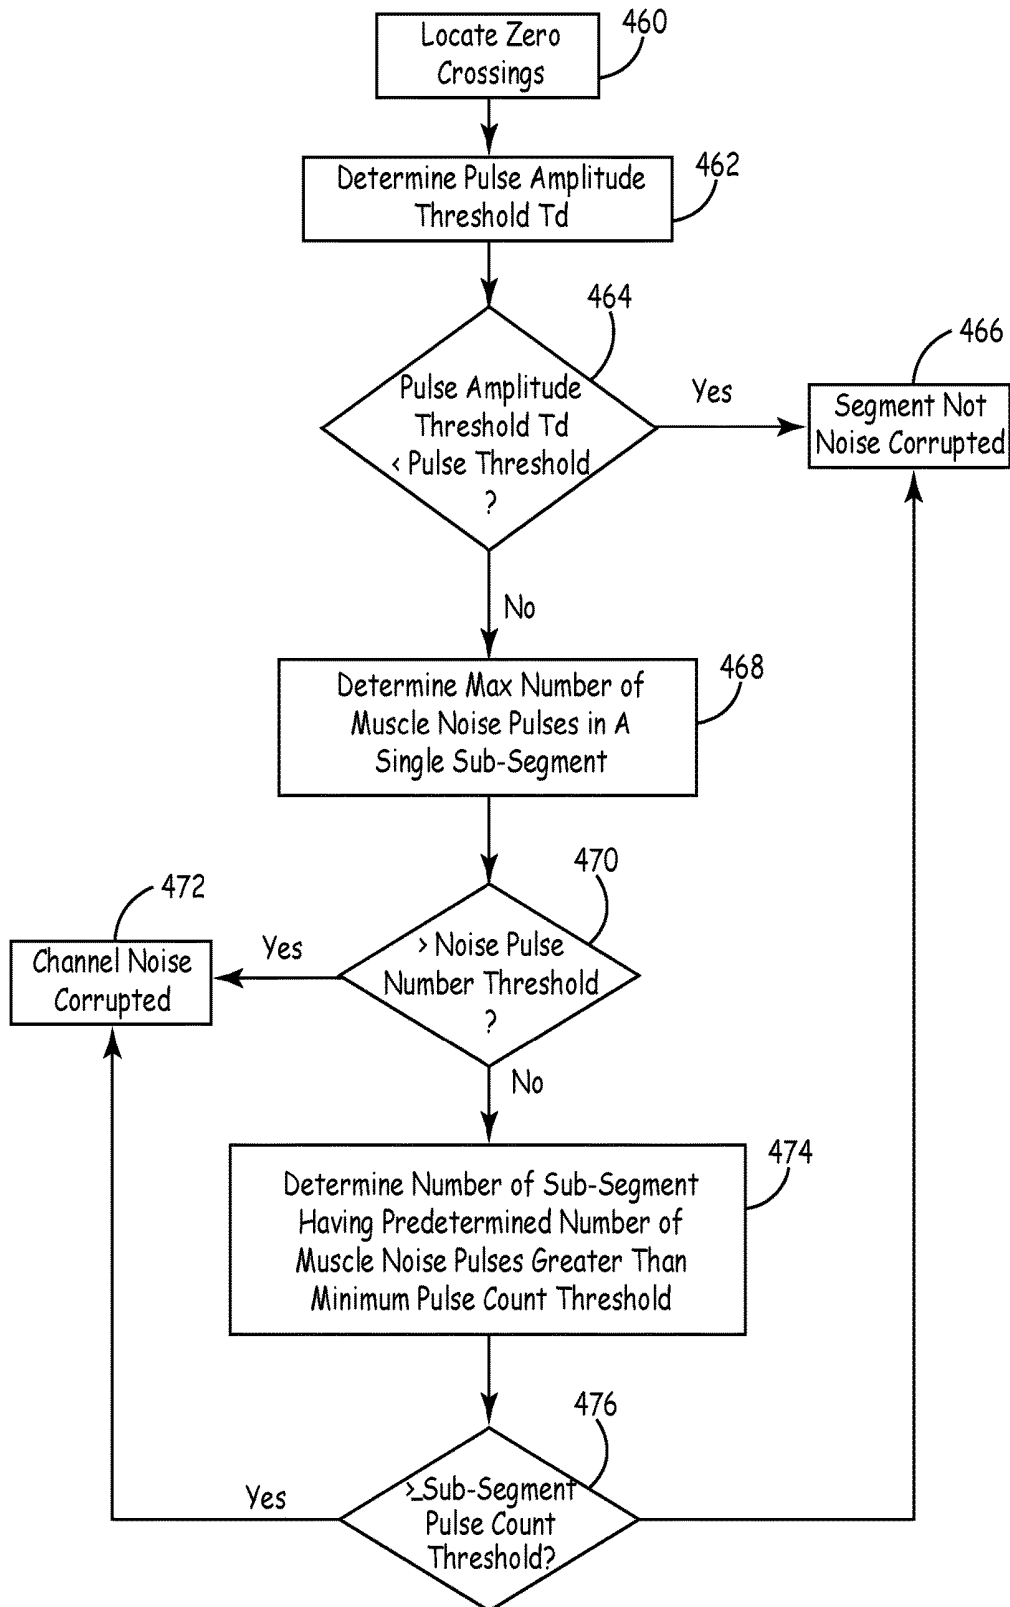 Locate Zero
Crossings
460
Determine Pulse Amplitude
Threshold Td
462
464
Pulse Amplitude
Threshold Td
< Pulse Threshold
?
Yes
466
Segment Not
Noise Corrupted
No
468
Determine Max Number of
Muscle Noise Pulses in A
Single Sub-Segment
470
472
> Noise Pulse
Number Threshold
?
Yes
Channel Noise
Corrupted
No
474
Determine Number of Sub-Segment
Having Predetermined Number of
Muscle Noise Pulses Greater Than
Minimum Pulse Count Threshold
476
≥ Sub-Segment
Pulse Count
Threshold?
Yes